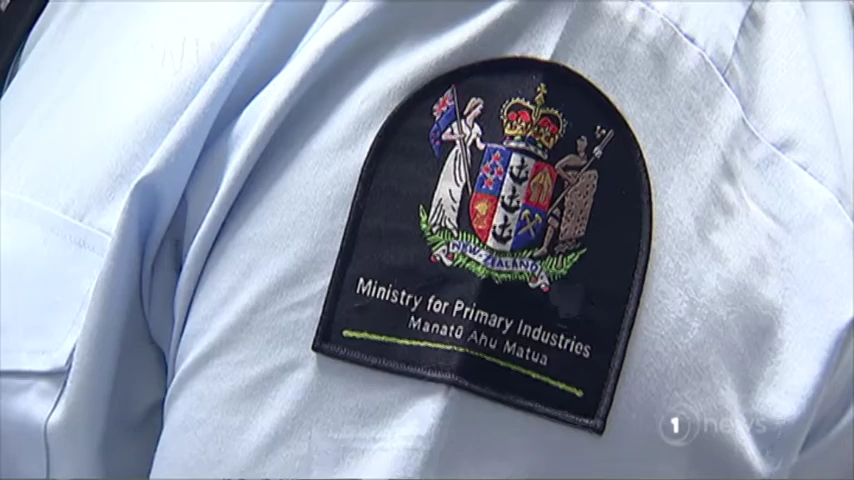 NEW ZEALAND
Ministry for Primary Industries
Manatū Ahu Matua
1 news